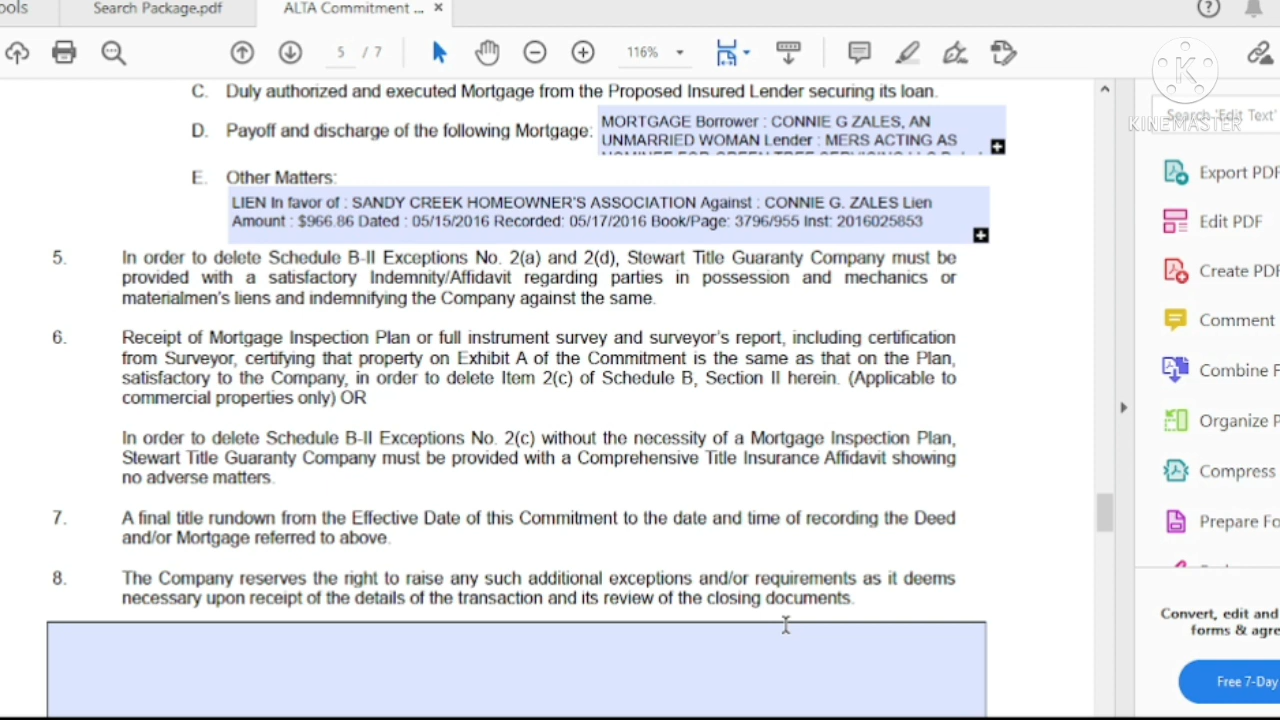 ools
Search Package.pdf
ALTA Commitment ... ×
5 / 7
116%
K
KINEMASTER
Search 'Edit Text'
C. Duly authorized and executed Mortgage from the Proposed Insured Lender securing its loan.
D. Payoff and discharge of the following Mortgage:
MORTGAGE Borrower : CONNIE G ZALES, AN
UNMARRIED WOMAN Lender : MERS ACTING AS
NOMINEE FOR GREEN TREE SERVICING LLC
E. Other Matters:
LIEN In favor of : SANDY CREEK HOMEOWNER'S ASSOCIATION Against : CONNIE G. ZALES Lien
Amount : $966.86 Dated : 05/15/2016 Recorded: 05/17/2016 Book/Page: 3796/955 Inst: 2016025853
5. In order to delete Schedule B-II Exceptions No. 2(a) and 2(d), Stewart Title Guaranty Company must be
provided with a satisfactory Indemnity/Affidavit regarding parties in possession and mechanics or
materialmen's liens and indemnifying the Company against the same.
6. Receipt of Mortgage Inspection Plan or full instrument survey and surveyor's report, including certification
from Surveyor, certifying that property on Exhibit A of the Commitment is the same as that on the Plan,
satisfactory to the Company, in order to delete Item 2(c) of Schedule B, Section II herein. (Applicable to
commercial properties only) OR
In order to delete Schedule B-II Exceptions No. 2(c) without the necessity of a Mortgage Inspection Plan,
Stewart Title Guaranty Company must be provided with a Comprehensive Title Insurance Affidavit showing
no adverse matters.
7. A final title rundown from the Effective Date of this Commitment to the date and time of recording the Deed
and/or Mortgage referred to above.
8. The Company reserves the right to raise any such additional exceptions and/or requirements as it deems
necessary upon receipt of the details of the transaction and its review of the closing documents.
Export PDF
Edit PDF
Create PDF
Comment
Combine F
Organize P
Compress
Prepare Fo
Convert, edit and
forms & agre
Free 7-Day